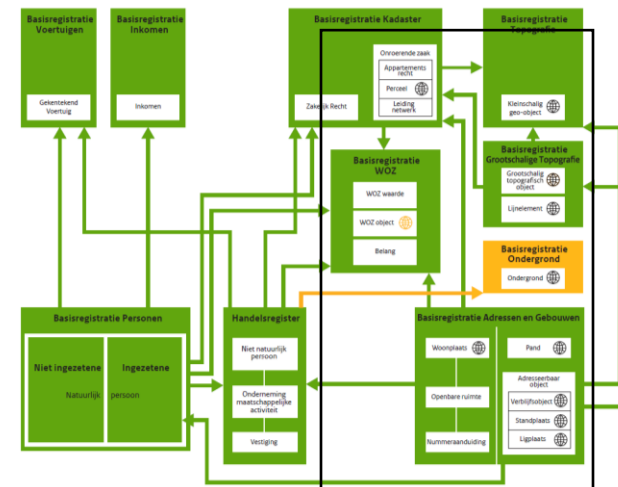 Basisregistratie
Voertuigen
Gekentekend
Voertuig
Basisregistratie
Inkomen
Inkomen
Basisregistratie Kadaster
Zakelijk Recht
Onroerende zaak
Appartements
recht
Perceel
Leiding
netwerk
Basisregistratie
Topografie
Kleinschalig
geo-object
Basisregistratie
Grootschalige Topografie
Grootschalig
topografisch
object
Lijnelement
Basisregistratie
WOZ
WOZ waarde
WOZ object
Belang
Basisregistratie
Ondergrond
Ondergrond
Basisregistratie Personen
Niet ingezetene
Ingezetene
Natuurlijk
persoon
Handelsregister
Niet natuurlijk
persoon
Onderneming
maatschappelijke
activiteit
Vestiging
Basisregistratie Adressen en Gebouwen
Woonplaats
Openbare ruimte
Nummeraanduiding
Pand
Adresseerbaar
object
Verblijfsobject
Standplaats
Ligplaats